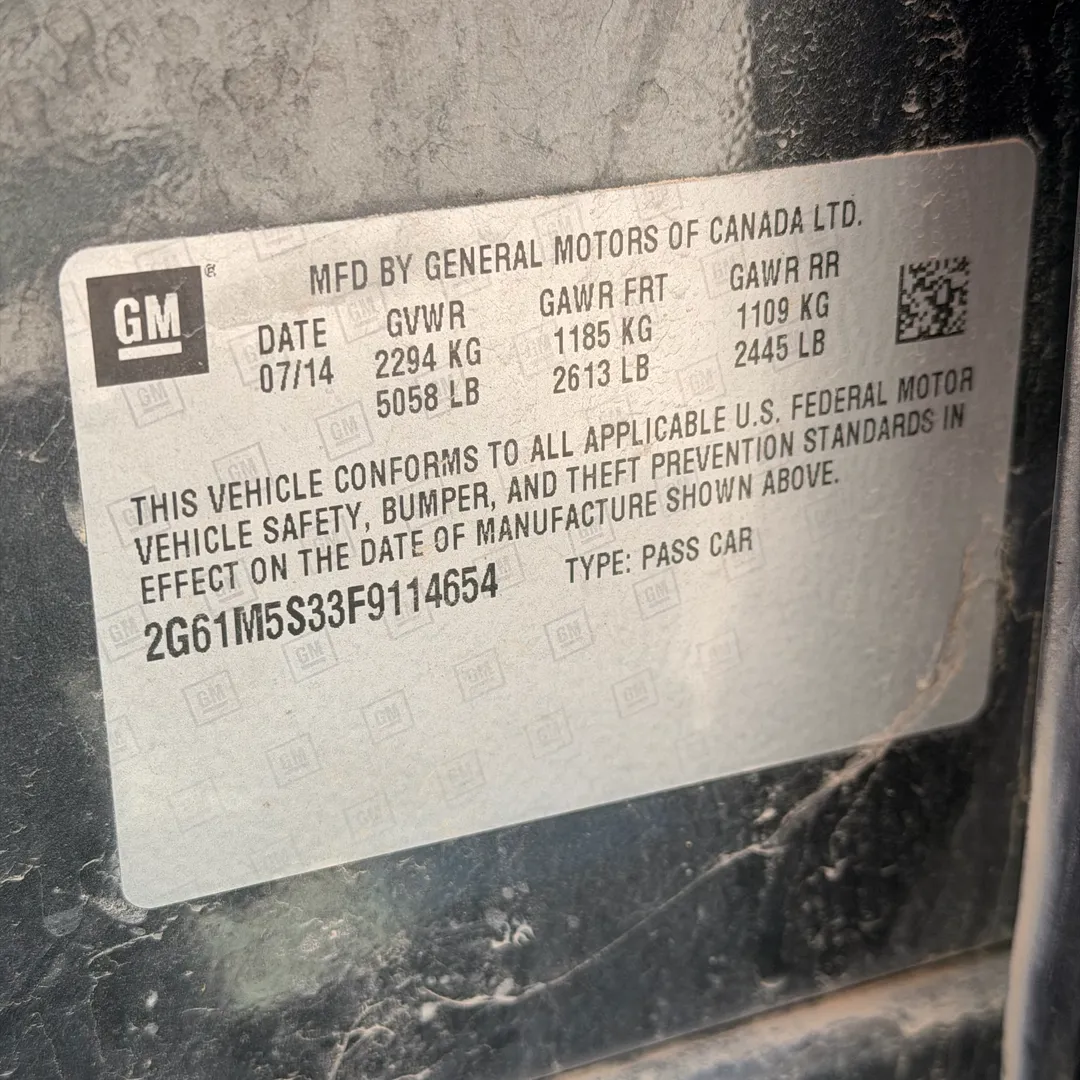 GM®
MFD BY GENERAL MOTORS OF CANADA LTD.
DATE GVWR GAWR FRT GAWR RR
07/14 2294 KG 1185 KG 1109 KG
5058 LB 2613 LB 2445 LB
THIS VEHICLE CONFORMS TO ALL APPLICABLE U.S. FEDERAL MOTOR
VEHICLE SAFETY, BUMPER, AND THEFT PREVENTION STANDARDS IN
EFFECT ON THE DATE OF MANUFACTURE SHOWN ABOVE.
2G61M5S33F9114654 TYPE: PASS CAR